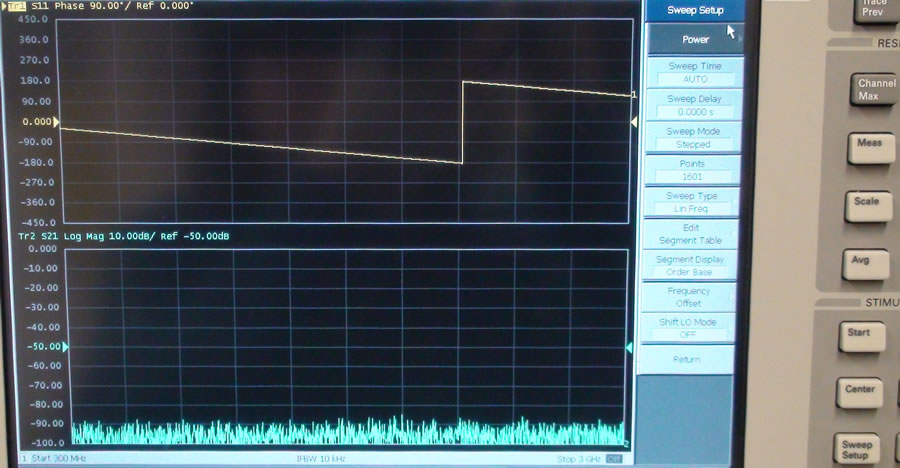 Tr1 S11 Phase 90.00°/ Ref 0.000°
450.0
360.0
270.0
180.0
90.00
0.000
-90.00
-180.0
-270.0
-360.0
-450.0
1
Tr2 S21 Log Mag 10.00dB/ Ref -50.00dB
0.000
-10.00
-20.00
-30.00
-40.00
-50.00
-60.00
-70.00
-80.00
-90.00
-100.0
2
1 Start 300 MHz
IFBW 10 kHz
Stop 3 GHz Off
Sweep Setup
Power
Sweep Time
AUTO
Sweep Delay
0.0000 s
Sweep Mode
Stepped
Points
1601
Sweep Type
Lin Freq
Edit
Segment Table
Segment Display
Order Base
Frequency
Offset
Shift LO Mode
OFF
Return
Trace
Prev
RES
Channel
Max
Meas
Scale
Avg
STIMU
Start
Center
Sweep
Setup